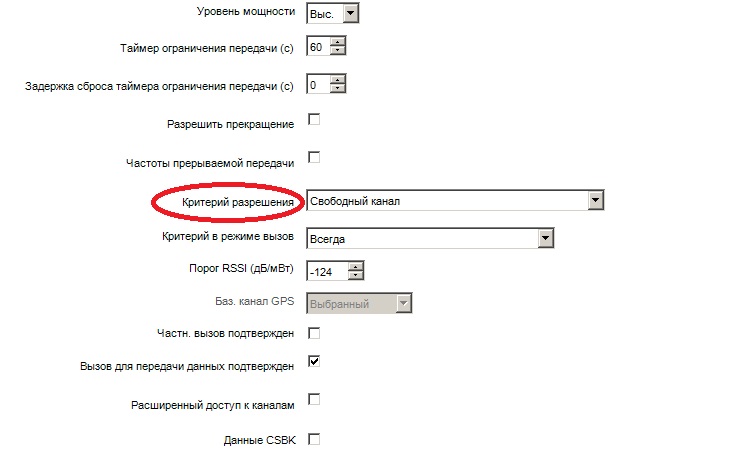 Уровень мощности Выс.
Таймер ограничения передачи (с) 60
Задержка сброса таймера ограничения передачи (с) 0
Разрешить прекращение
Частоты прерываемой передачи
Критерий разрешения Свободный канал
Критерий в режиме вызов Всегда
Порог RSSI (дБ/мВт) -124
Баз. канал GPS Выбранный
Частн. вызов подтвержден
Вызов для передачи данных подтвержден
Расширенный доступ к каналам
Данные CSBK